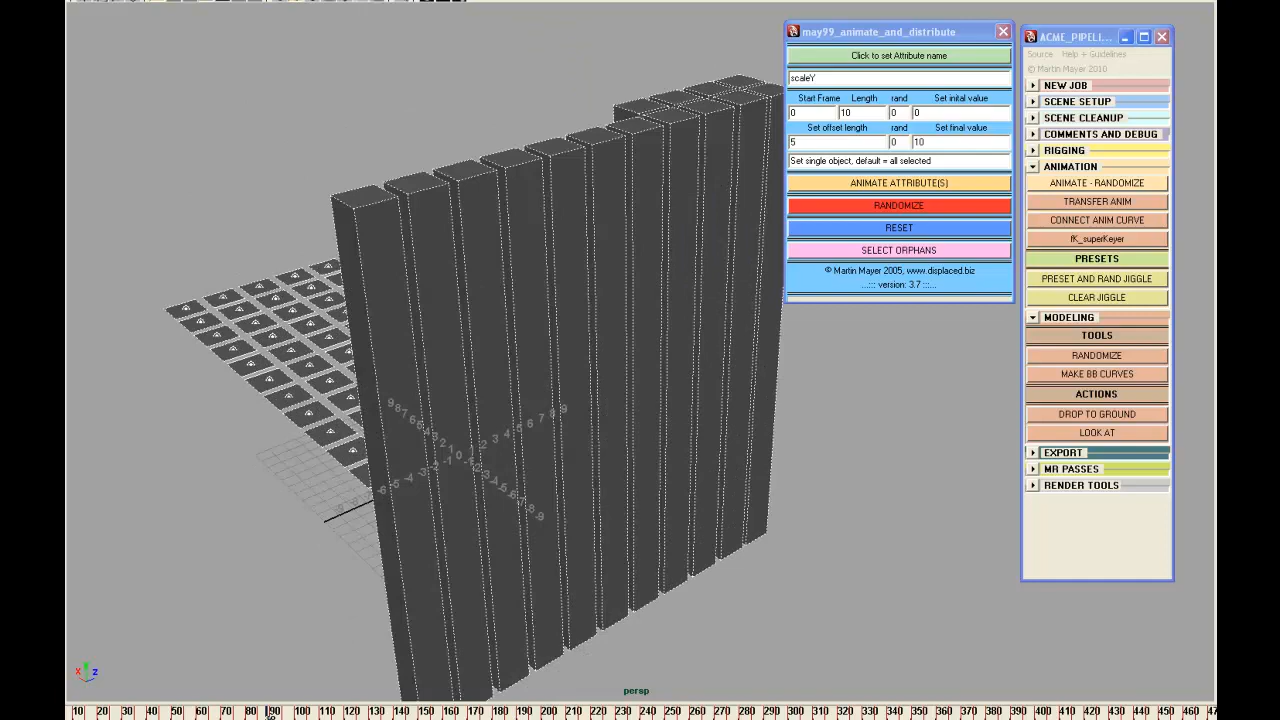 may99_animate_and_distribute
Click to set Attribute name
scaleY
Start Frame Length rand Set inital value
0 10 0 0
Set offset length rand Set final value
5 0 10
Set single object, default = all selected
ANIMATE ATTRIBUTE(S)
RANDOMIZE
RESET
SELECT ORPHANS
© Martin Mayer 2005, www.displaced.biz
...::: version: 3.7 :::...
ACME_PIPELI,...
Source Help + Guidelines
© Martin Mayer 2010
NEW JOB
SCENE SETUP
SCENE CLEANUP
COMMENTS AND DEBUG
RIGGING
ANIMATION
ANIMATE - RANDOMIZE
TRANSFER ANIM
CONNECT ANIM CURVE
fK_superKeyer
PRESETS
PRESET AND RAND JIGGLE
CLEAR JIGGLE
MODELING
TOOLS
RANDOMIZE
MAKE BB CURVES
ACTIONS
DROP TO GROUND
LOOK AT
EXPORT
MR PASSES
RENDER TOOLS
X Z
persp
10 20 30 40 50 60 70 80 90 100 110 120 130 140 150 160 170 180 190 200 210 220 230 240 250 260 270 280 290 300 310 320 330 340 350 360 370 380 390 400 410 420 430 440 450 460